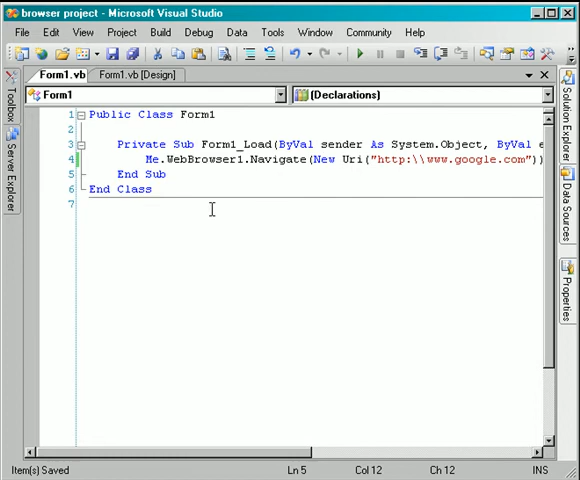 browser project - Microsoft Visual Studio
File Edit View Project Build Debug Data Tools Window Community Help
Form1.vb Form1.vb [Design]
Form1 (Declarations)
1 Public Class Form1
2
3 Private Sub Form1_Load(ByVal sender As System.Object, ByVal e
4 Me.WebBrowser1.Navigate(New Uri("http:\\www.google.com"))
5 End Sub
6 End Class
7
Toolbox
Server Explorer
Solution Explorer
Data Sources
Properties
Item(s) Saved Ln 5 Col 12 Ch 12 INS